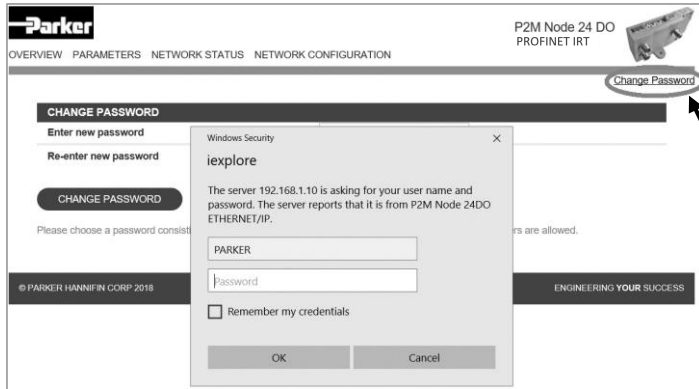 Parker
P2M Node 24 DO
PROFINET IRT
OVERVIEW PARAMETERS NETWORK STATUS NETWORK CONFIGURATION
Change Password
CHANGE PASSWORD
Enter new password
Re-enter new password
CHANGE PASSWORD
Please choose a password consisti
rs are allowed.
Windows Security
iexplore
The server 192.168.1.10 is asking for your user name and
password. The server reports that it is from P2M Node 24DO
ETHERNET/IP.
PARKER
Password
Remember my credentials
OK Cancel
© PARKER HANNIFIN CORP 2018
ENGINEERING YOUR SUCCESS